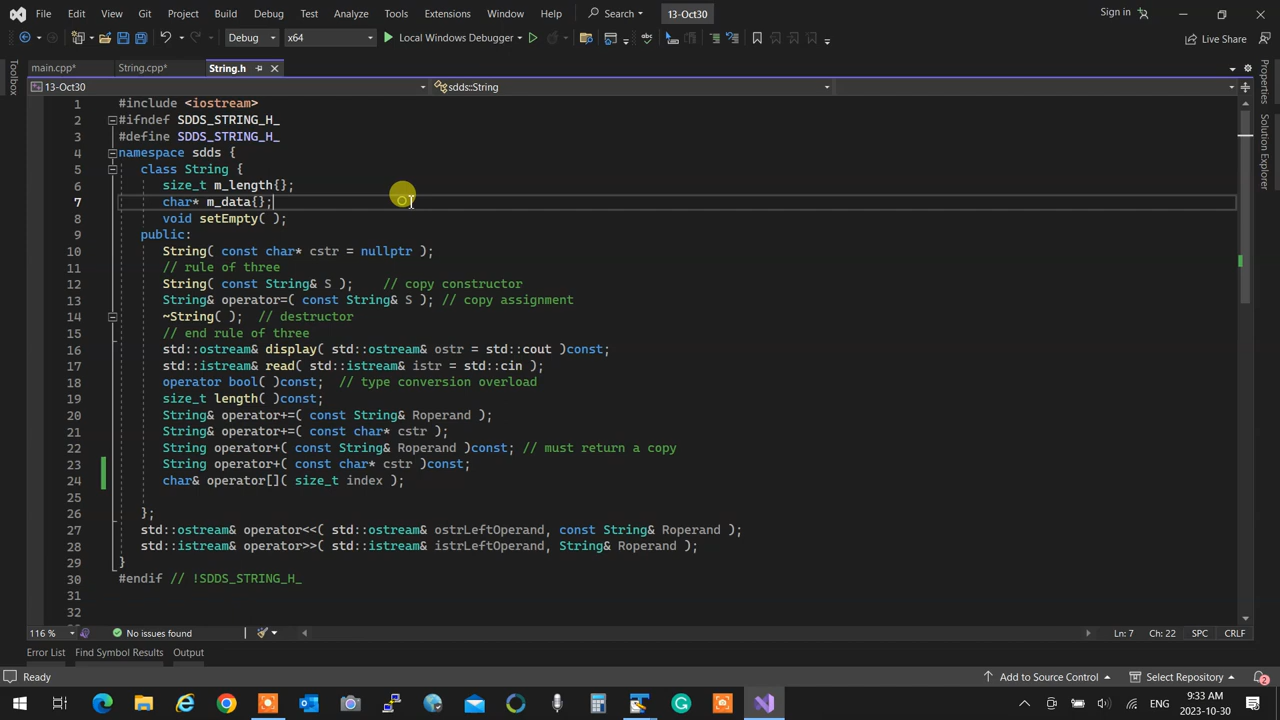 File Edit View Git Project Build Debug Test Analyze Tools Extensions Window Help Search 13-Oct30 Sign in
Debug x64 Local Windows Debugger Live Share
main.cpp* String.cpp* String.h
13-Oct30 sdds::String
Toolbox
Properties
Solution Explorer
1 #include <iostream>
2 #ifndef SDDS_STRING_H_
3 #define SDDS_STRING_H_
4 namespace sdds {
5 class String {
6 size_t m_length{};
7 char* m_data{};
8 void setEmpty( );
9 public:
10 String( const char* cstr = nullptr );
11 // rule of three
12 String( const String& S ); // copy constructor
13 String& operator=( const String& S ); // copy assignment
14 ~String( ); // destructor
15 // end rule of three
16 std::ostream& display( std::ostream& ostr = std::cout )const;
17 std::istream& read( std::istream& istr = std::cin );
18 operator bool( )const; // type conversion overload
19 size_t length( )const;
20 String& operator+=( const String& Roperand );
21 String& operator+=( const char* cstr );
22 String operator+( const String& Roperand )const; // must return a copy
23 String operator+( const char* cstr )const;
24 char& operator[]( size_t index );
25
26 };
27 std::ostream& operator<<( std::ostream& ostrLeftOperand, const String& Roperand );
28 std::istream& operator>>( std::istream& istrLeftOperand, String& Roperand );
29 }
30 #endif // !SDDS_STRING_H_
31
32
116 % No issues found Ln: 7 Ch: 22 SPC CRLF
Error List Find Symbol Results Output
Ready Add to Source Control Select Repository 2
ENG 9:33 AM
2023-10-30